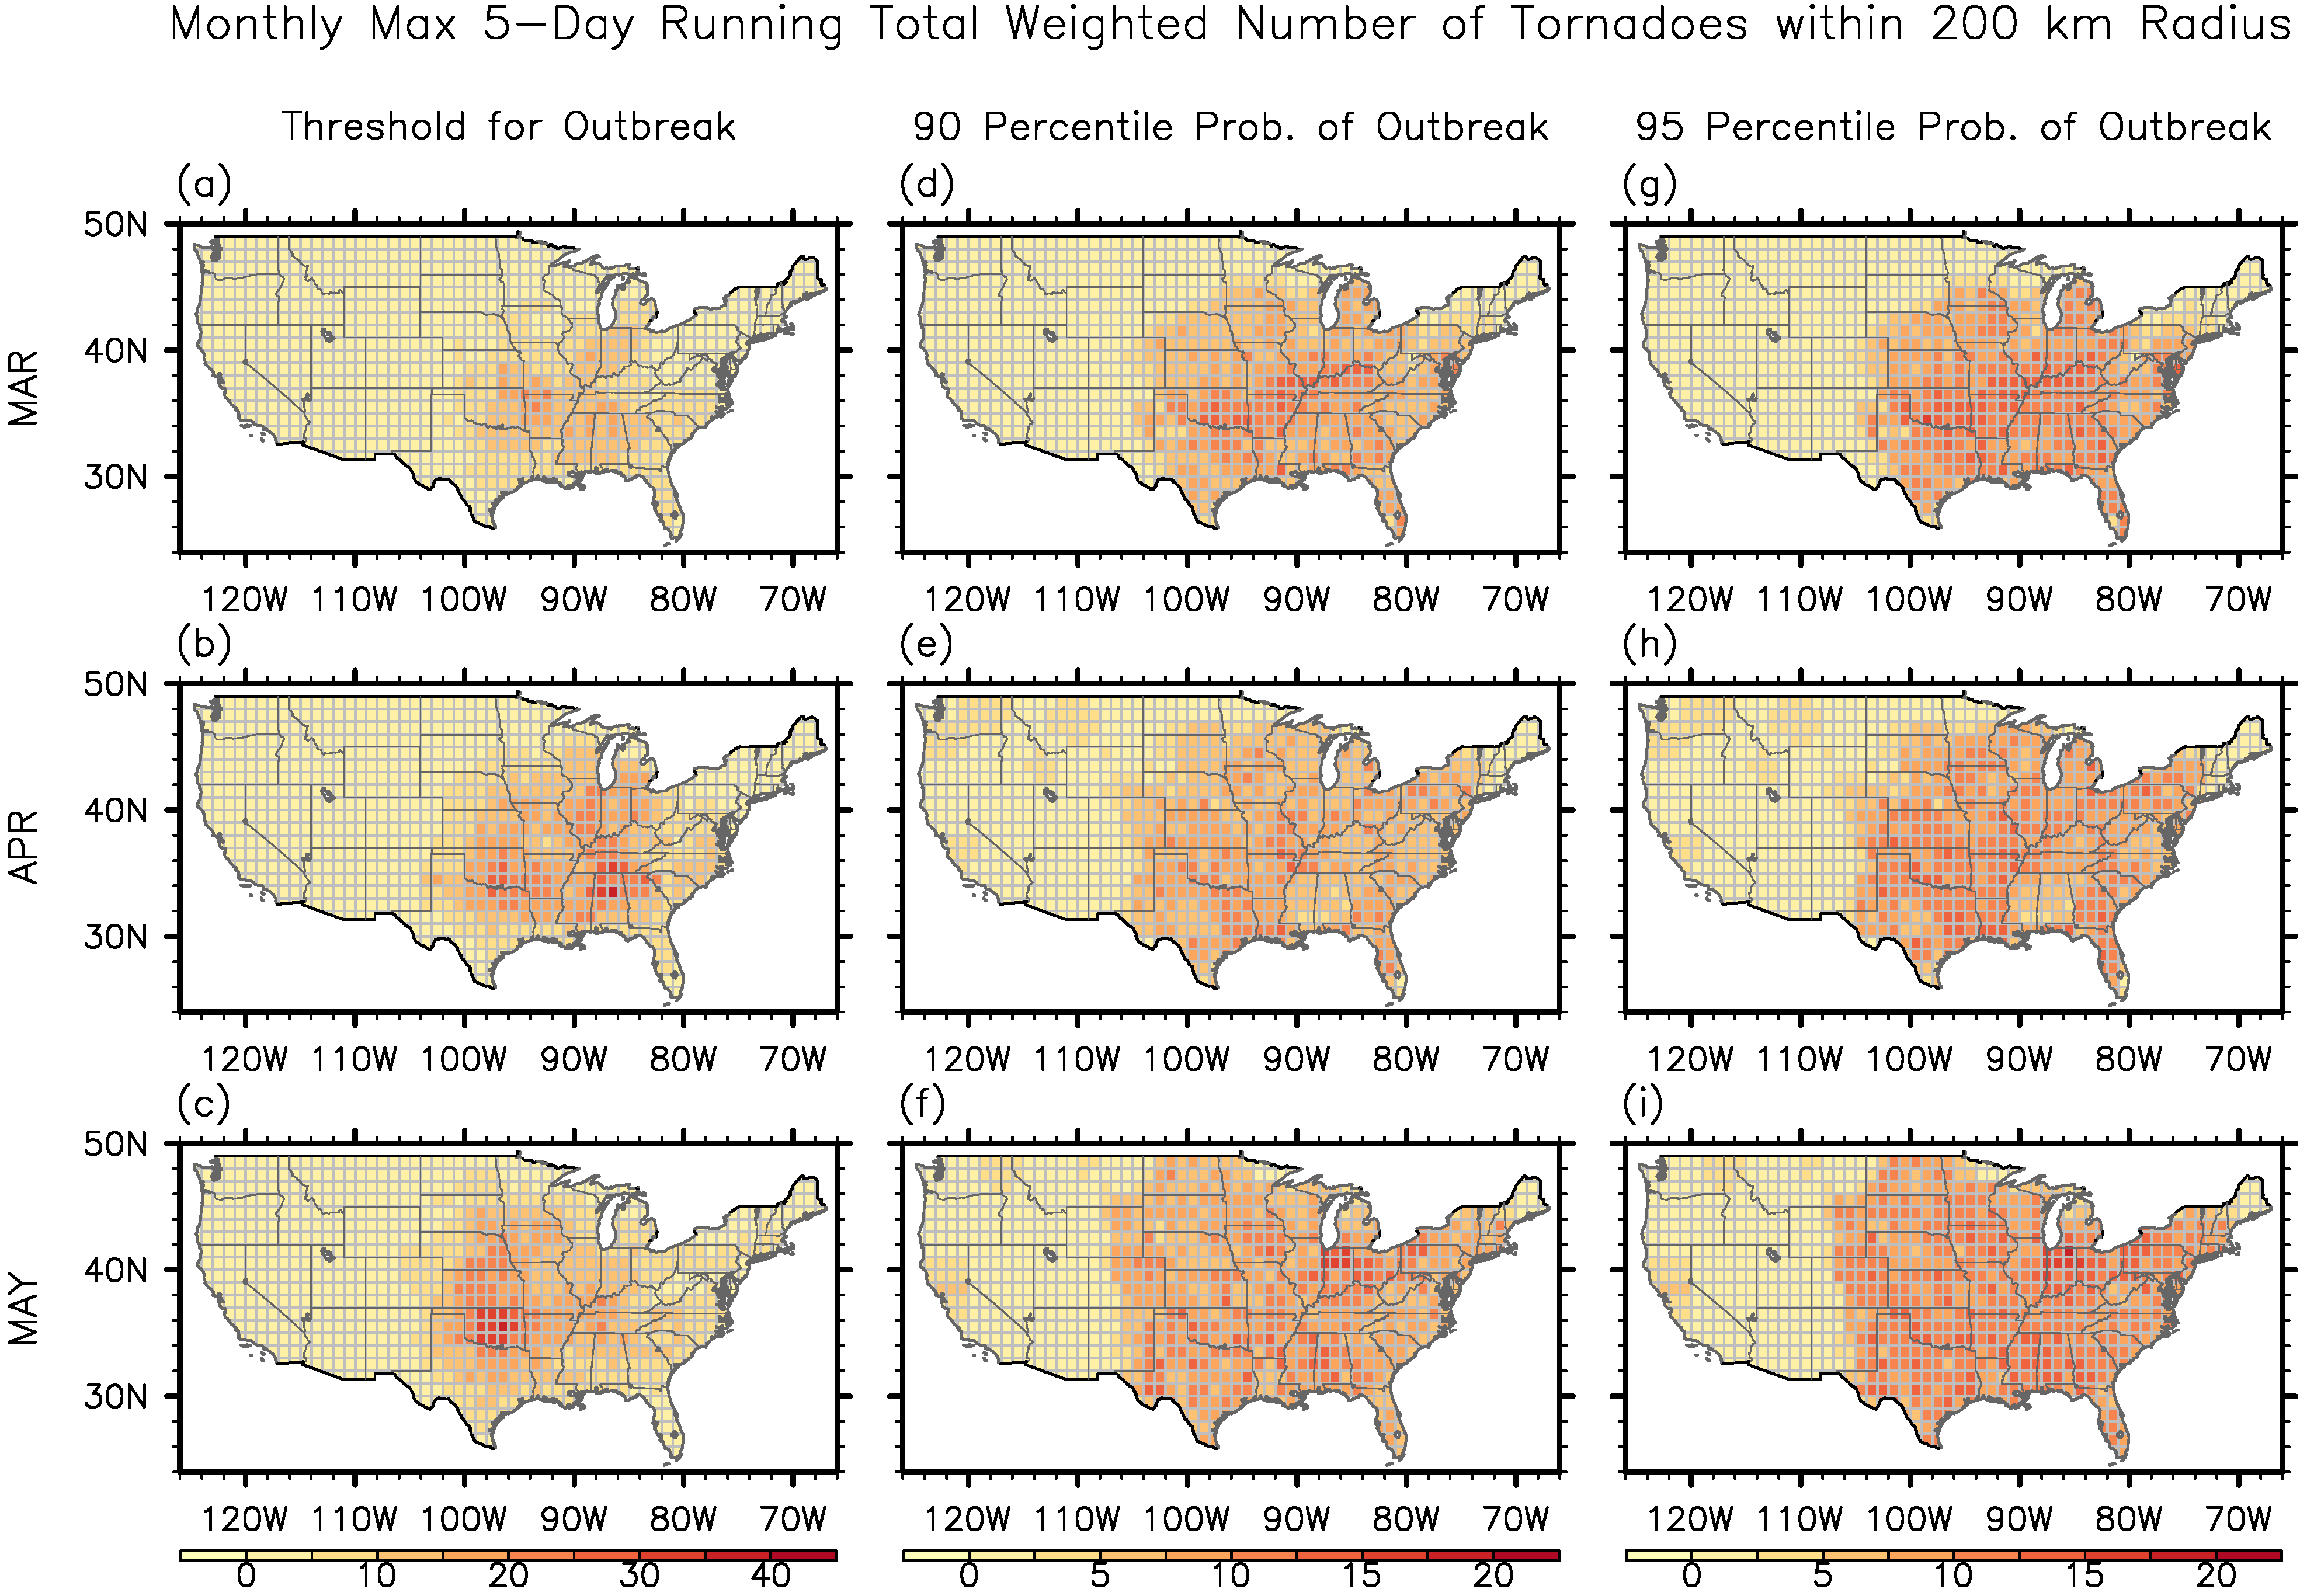 Monthly Max 5-Day Running Total Weighted Number of Tornadoes within 200 km Radius
Threshold for Outbreak
90 Percentile Prob. of Outbreak
95 Percentile Prob. of Outbreak
(a)
(d)
(g)
MAR
50N
40N
30N
120W 110W 100W 90W 80W 70W
120W 110W 100W 90W 80W 70W
120W 110W 100W 90W 80W 70W
(b)
(e)
(h)
APR
50N
40N
30N
120W 110W 100W 90W 80W 70W
120W 110W 100W 90W 80W 70W
120W 110W 100W 90W 80W 70W
(c)
(f)
(i)
MAY
50N
40N
30N
120W 110W 100W 90W 80W 70W
120W 110W 100W 90W 80W 70W
120W 110W 100W 90W 80W 70W
0 10 20 30 40
0 5 10 15 20
0 5 10 15 20